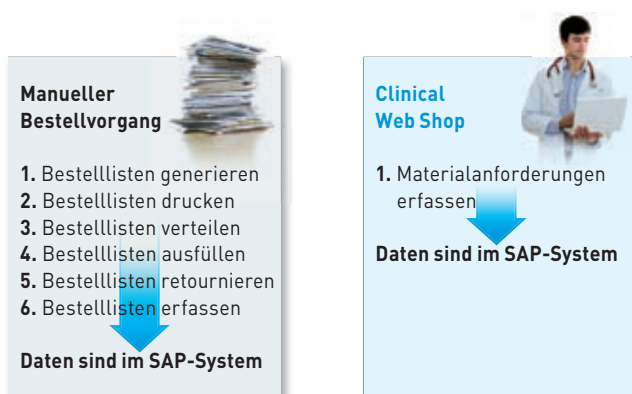 Manueller
Bestellvorgang
1. Bestelllisten generieren
2. Bestelllisten drucken
3. Bestelllisten verteilen
4. Bestelllisten ausfüllen
5. Bestelllisten retournieren
6. Bestelllisten erfassen
Daten sind im SAP-System
Clinical
Web Shop
1. Materialanforderungen
erfassen
Daten sind im SAP-System